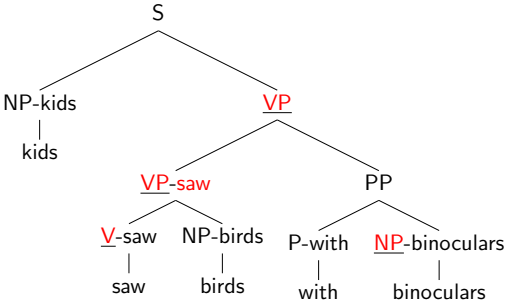 S
NP-kids VP
kids
VP-saw PP
V-saw NP-birds P-with NP-binoculars
saw birds with binoculars